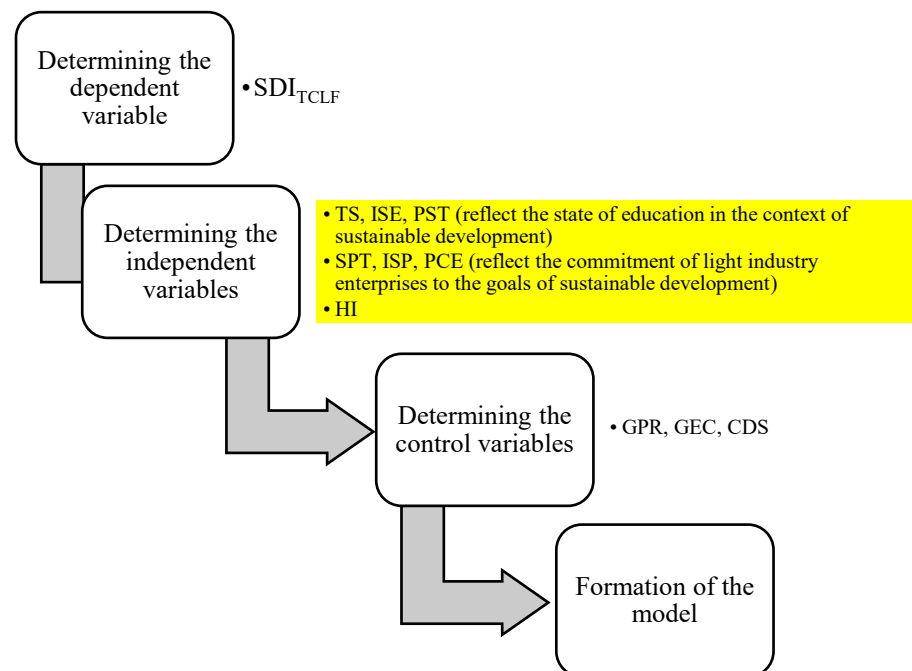 Determining the
dependent
variable
• SDI_TCLF
Determining the
independent
variables
• TS, ISE, PST (reflect the state of education in the context of
sustainable development)
• SPT, ISP, PCE (reflect the commitment of light industry
enterprises to the goals of sustainable development)
• HI
Determining the
control variables
• GPR, GEC, CDS
Formation of the
model